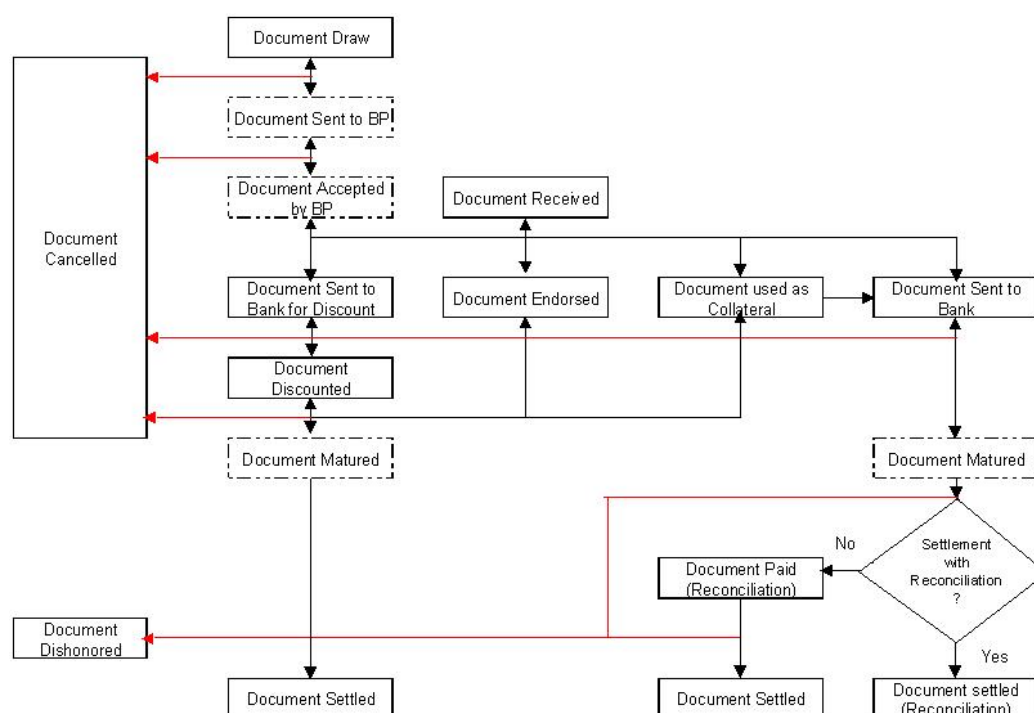 Document Draw
Document Sent to BP
Document Accepted
by BP
Document Received
Document
Cancelled
Document Sent to
Bank for Discount
Document Endorsed
Document used as
Collateral
Document Sent to
Bank
Document
Discounted
Document Matured
Document Matured
No
Settlement
with
Reconciliation
?
Document Paid
(Reconciliation)
Document
Dishonored
Yes
Document Settled
Document Settled
Document settled
(Reconciliation)